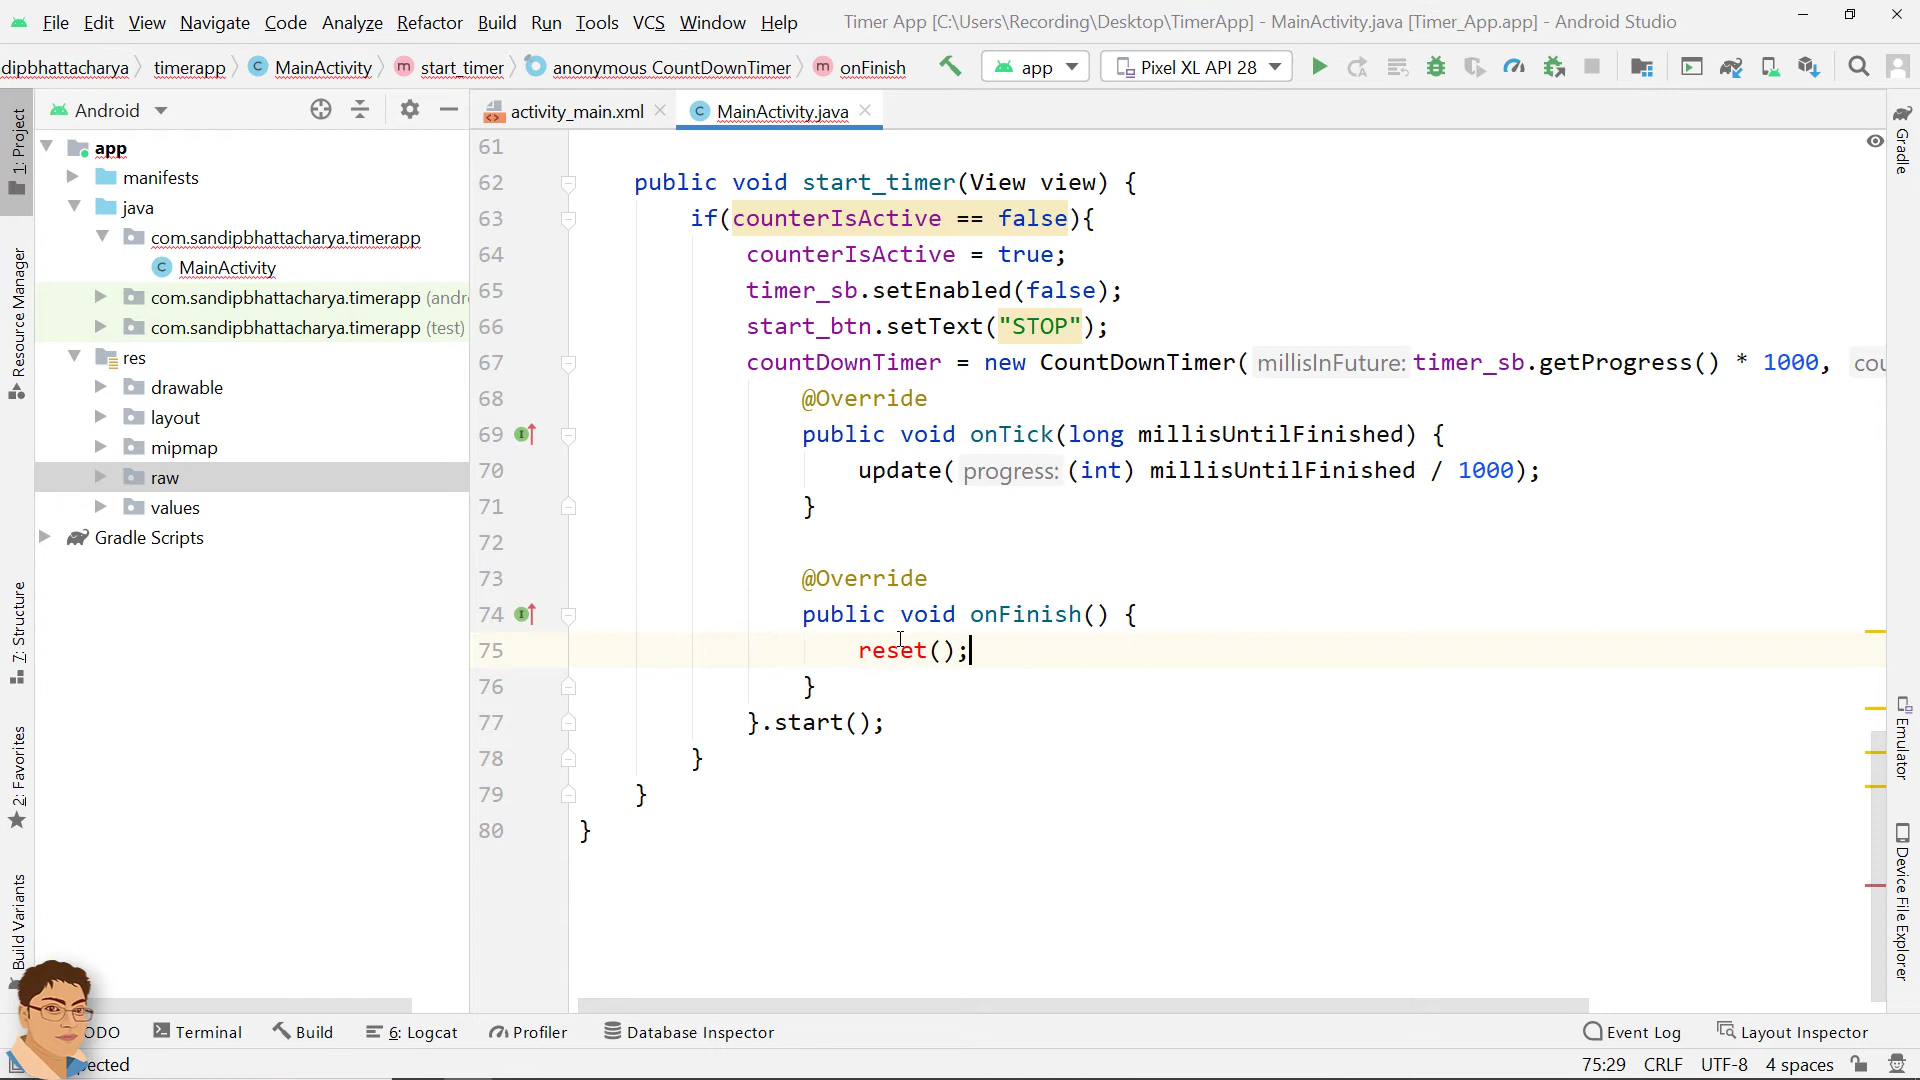 File Edit View Navigate Code Analyze Refactor Build Run Tools VCS Window Help Timer App [C:\Users\Recording\Desktop\TimerApp] - MainActivity.java [Timer_App.app] - Android Studio
dipbhattacharya timerapp C MainActivity m start_timer anonymous CountDownTimer m onFinish app Pixel XL API 28
Android
activity_main.xml C MainActivity.java
1: Project
Resource Manager
7: Structure
2: Favorites
Build Variants
app
manifests
java
com.sandipbhattacharya.timerapp
C MainActivity
com.sandipbhattacharya.timerapp (andr
com.sandipbhattacharya.timerapp (test)
res
drawable
layout
mipmap
raw
values
Gradle Scripts
61
62 public void start_timer(View view) {
63 if(counterIsActive == false){
64 counterIsActive = true;
65 timer_sb.setEnabled(false);
66 start_btn.setText("STOP");
67 countDownTimer = new CountDownTimer( millisInFuture: timer_sb.getProgress() * 1000, cou
68 @Override
69 public void onTick(long millisUntilFinished) {
70 update( progress: (int) millisUntilFinished / 1000);
71 }
72
73 @Override
74 public void onFinish() {
75 reset();
76 }
77 }.start();
78 }
79 }
80 }
Gradle
Emulator
Device File Explorer
ODO Terminal Build 6: Logcat Profiler Database Inspector Event Log Layout Inspector
pected 75:29 CRLF UTF-8 4 spaces